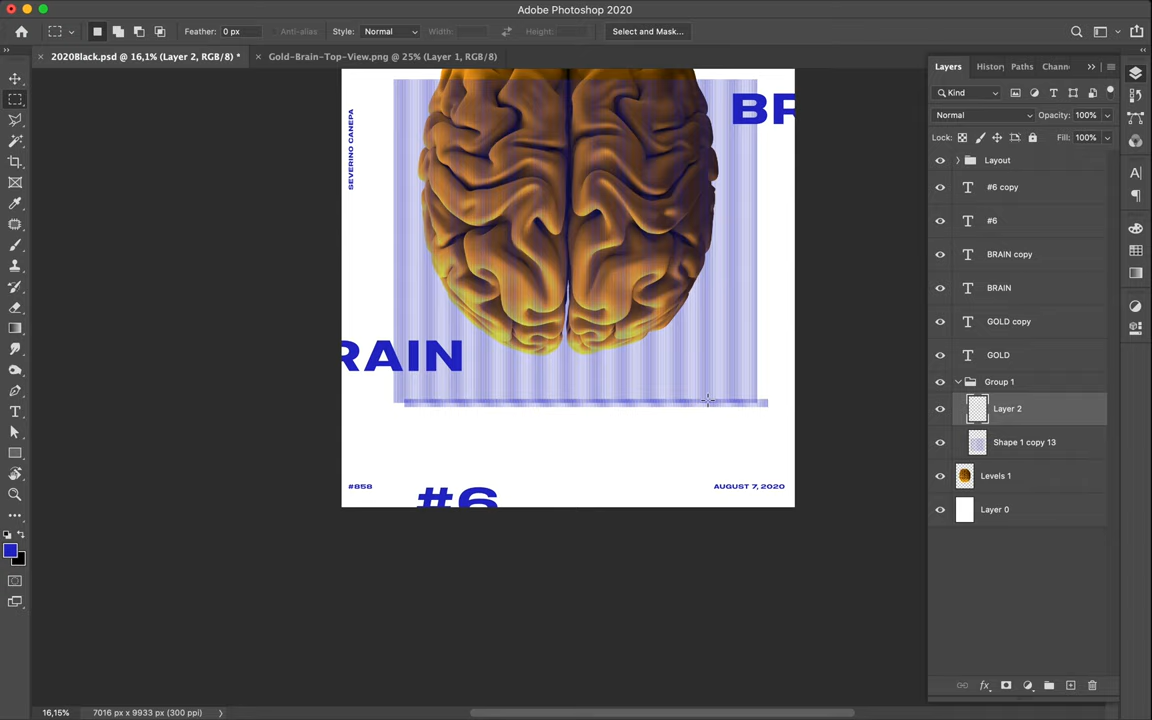 Adobe Photoshop 2020
Feather: 0 px
Anti-alias
Style: Normal
Width:
Height:
Select and Mask...
2020Black.psd @ 16,1% (Layer 2, RGB/8) *
Gold-Brain-Top-View.png @ 25% (Layer 1, RGB/8)
Layers
History
Paths
Chann
Kind
Normal
Opacity: 100%
Lock:
Fill: 100%
Layout
#6 copy
#6
BRAIN copy
BRAIN
GOLD copy
GOLD
Group 1
Layer 2
Shape 1 copy 13
Levels 1
Layer 0
SEVERINO CANEPA
BR
RAIN
#858
#6
AUGUST 7, 2020
16,15%
7016 px x 9933 px (300 ppi)